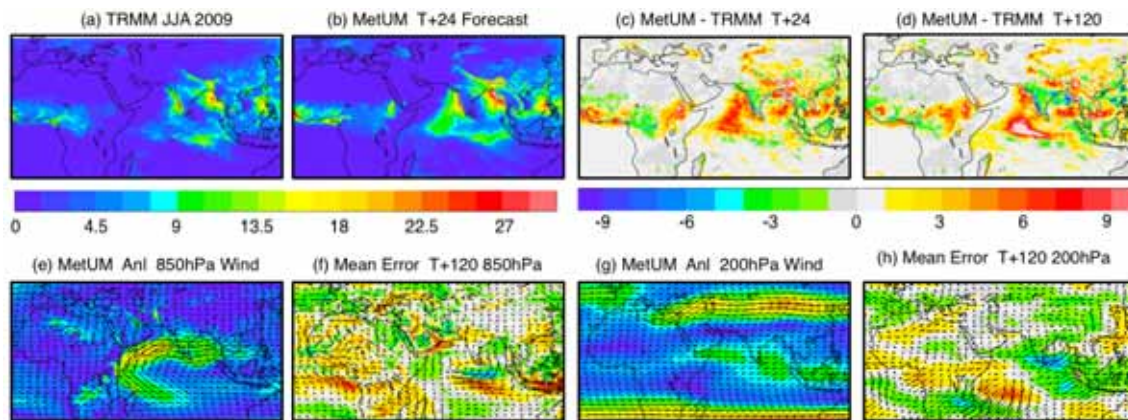 (a) TRMM JJA 2009
(b) MetUM T+24 Forecast
(c) MetUM - TRMM T+24
(d) MetUM - TRMM T+120
0 4.5 9 13.5 18 22.5 27
-9 -6 -3 0 3 6 9
(e) MetUM Anl 850hPa Wind
(f) Mean Error T+120 850hPa
(g) MetUM Anl 200hPa Wind
(h) Mean Error T+120 200hPa